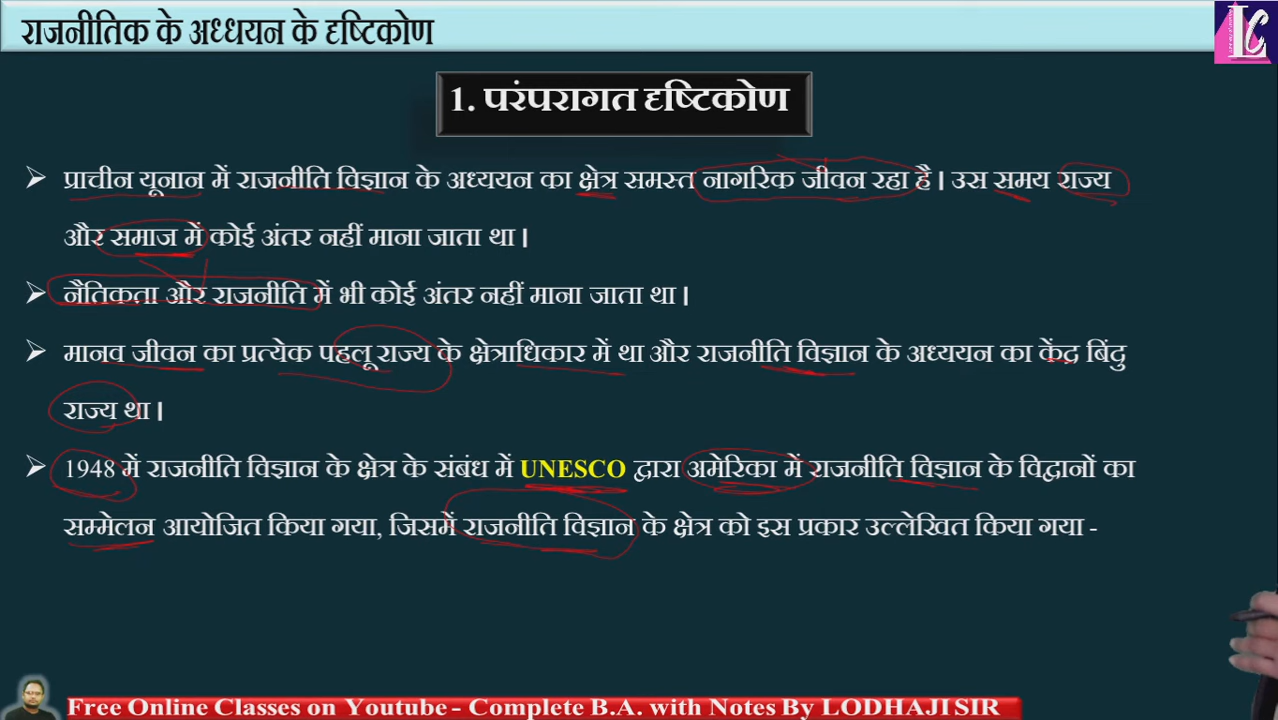 राजनीतिक के अध्धयन के दृष्टिकोण
LC
1. परंपरागत दृष्टिकोण
➢ प्राचीन यूनान में राजनीति विज्ञान के अध्ययन का क्षेत्र समस्त नागरिक जीवन रहा है। उस समय राज्य
और समाज में कोई अंतर नहीं माना जाता था।
➢ नैतिकता और राजनीति में भी कोई अंतर नहीं माना जाता था।
➢ मानव जीवन का प्रत्येक पहलू राज्य के क्षेत्राधिकार में था और राजनीति विज्ञान के अध्ययन का केंद्र बिंदु
राज्य था।
➢ 1948 में राजनीति विज्ञान के क्षेत्र के संबंध में UNESCO द्वारा अमेरिका में राजनीति विज्ञान के विद्वानों का
सम्मेलन आयोजित किया गया, जिसमें राजनीति विज्ञान के क्षेत्र को इस प्रकार उल्लेखित किया गया -
Free Online Classes on Youtube - Complete B.A. with Notes By LODHAJI SIR